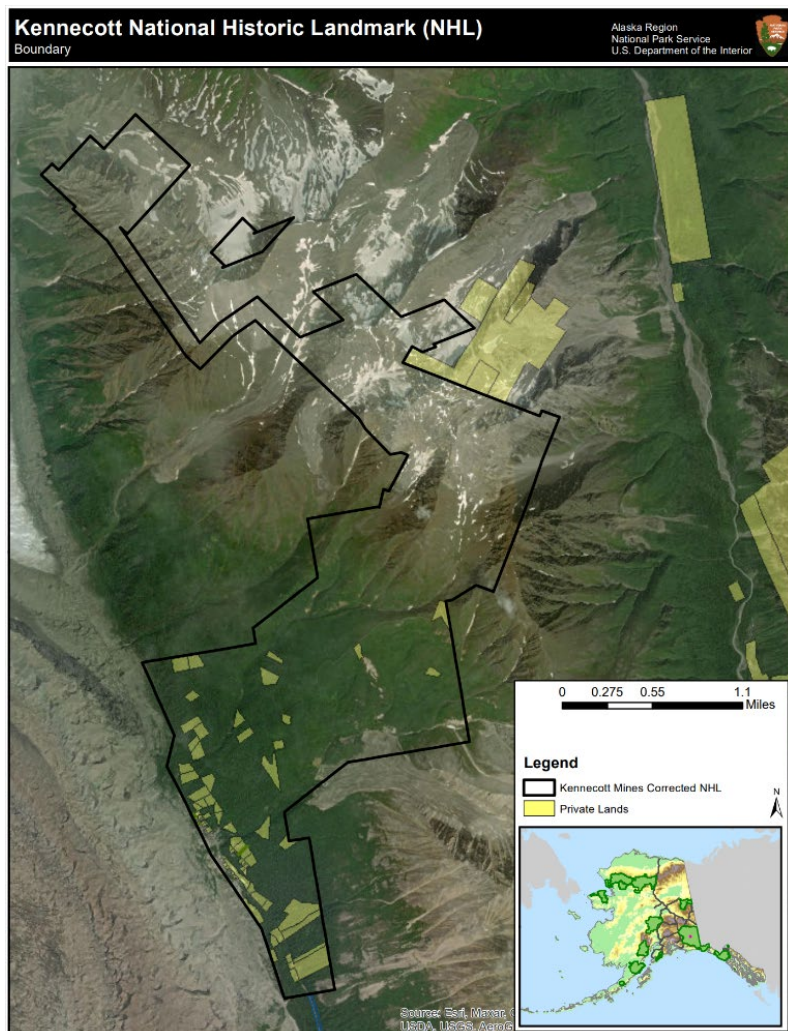 Kennecott National Historic Landmark (NHL)
Boundary
Alaska Region
National Park Service
U.S. Department of the Interior
0 0.275 0.55 1.1
Miles
Legend
Kennecott Mines Corrected NHL
Private Lands
N
Source: Esri, Maxar,
USDA, USGS,